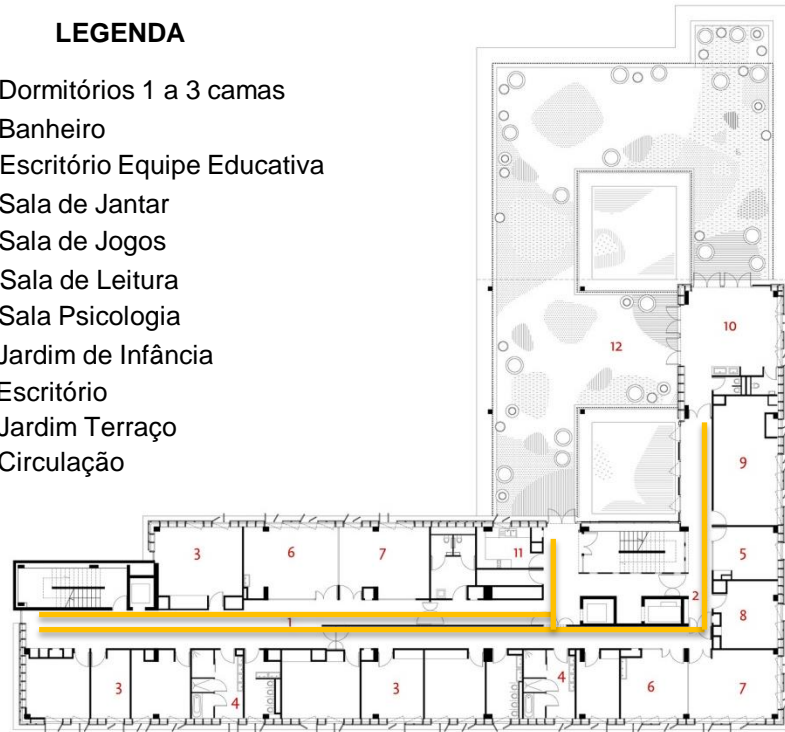 LEGENDA
Dormitórios 1 a 3 camas
Banheiro
Escritório Equipe Educativa
Sala de Jantar
Sala de Jogos
Sala de Leitura
Sala Psicologia
Jardim de Infância
Escritório
Jardim Terraço
Circulação
10
12
9
3
6
7
11
5
2
8
1
3
4
3
4
6
7